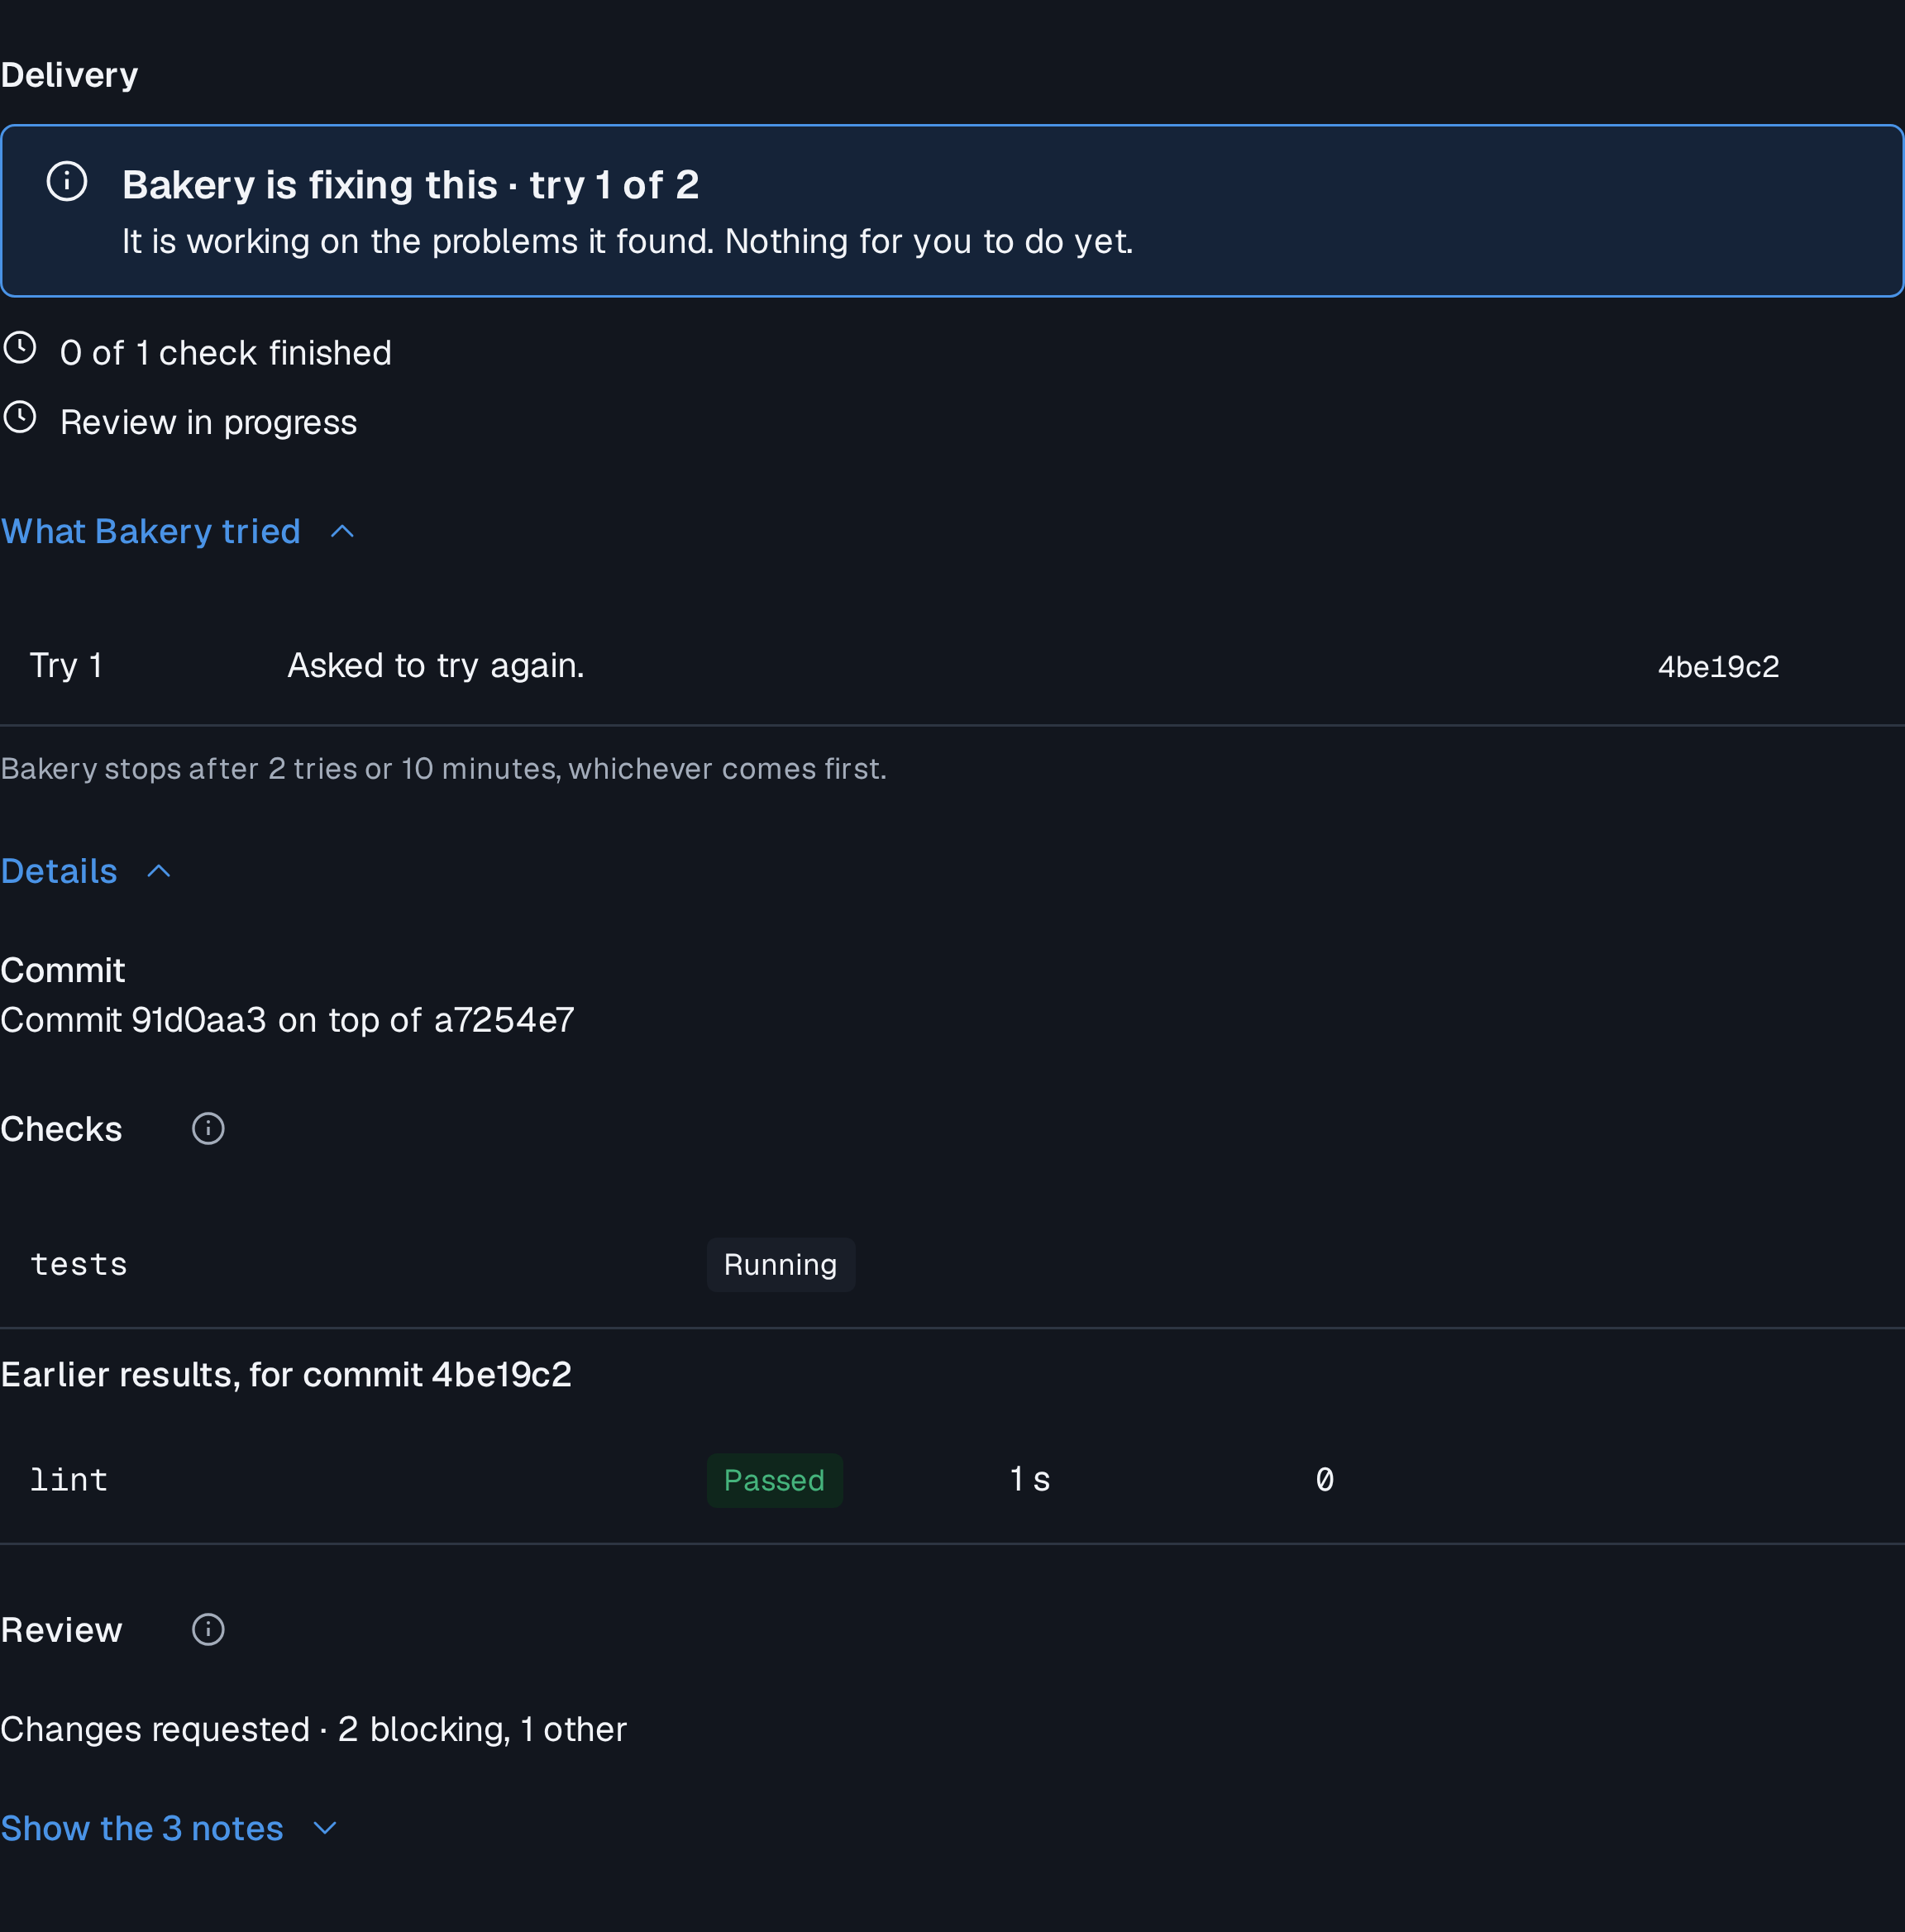 Delivery
Bakery is fixing this · try 1 of 2
It is working on the problems it found. Nothing for you to do yet.
0 of 1 check finished
Review in progress
What Bakery tried
Try 1 Asked to try again. 4be19c2
Bakery stops after 2 tries or 10 minutes, whichever comes first.
Details
Commit
Commit 91d0aa3 on top of a7254e7
Checks
tests Running
Earlier results, for commit 4be19c2
lint Passed 1 s 0
Review
Changes requested · 2 blocking, 1 other
Show the 3 notes